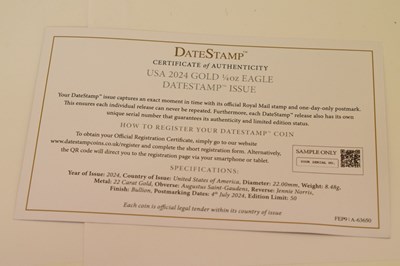 DATESTAMP™
CERTIFICATE of AUTHENTICITY
USA 2024 GOLD ¼oz EAGLE
DATESTAMP™ ISSUE
Your DateStamp™ issue captures an exact moment in time with its official Royal Mail stamp and one-day-only postmark.
This ensures each individual release can never be repeated. Furthermore, each DateStamp™ release also has its own
unique serial number that guarantees its authenticity and limited edition status.
HOW TO REGISTER YOUR DATESTAMP™ COIN
To obtain your Official Registration Certificate, simply go to our website
www.datestampcoins.co.uk/register and complete the short registration form. Alternatively,
the QR code will direct you to the registration page via your smartphone or tablet.
SAMPLE ONLY
SPECIFICATIONS:
Year of Issue: 2024, Country of Issue: United States of America, Diameter: 22.00mm, Weight: 8.48g,
Metal: 22 Carat Gold, Obverse: Augustus Saint-Gaudens, Reverse: Jennie Norris,
Finish: Bullion, Postmarking Dates: 4th July 2024, Edition Limit: 50
Each coin is official legal tender within its country of issue